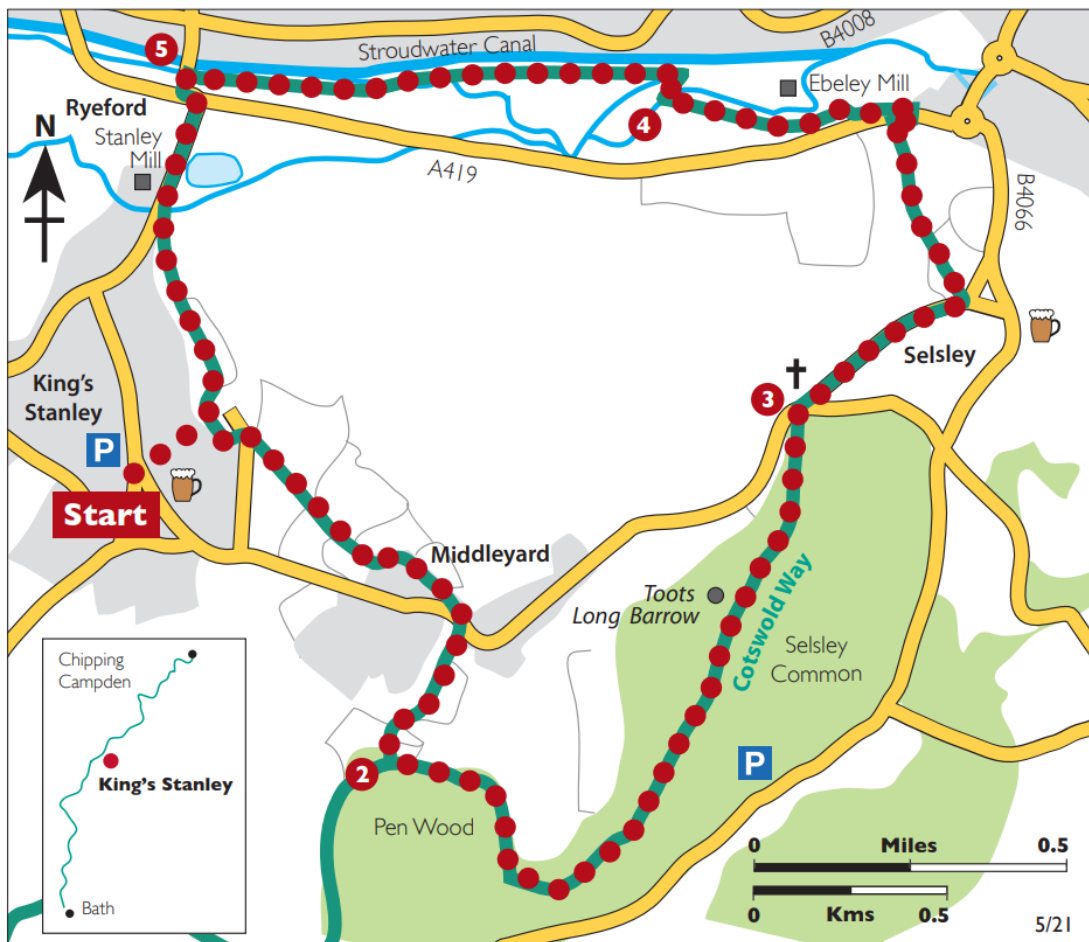 5
Stroudwater Canal
B4008
Ryeford
Ebeley Mill
N
Stanley
Mill
4
A419
B4066
King's
Stanley
P
Start
3
Selsley
Middleyard
Toots
Long Barrow
Cotswold Way
Selsley
Common
Chipping
Campden
King's Stanley
Bath
2
Pen Wood
P
0 Miles 0.5
0 Kms 0.5
5/21